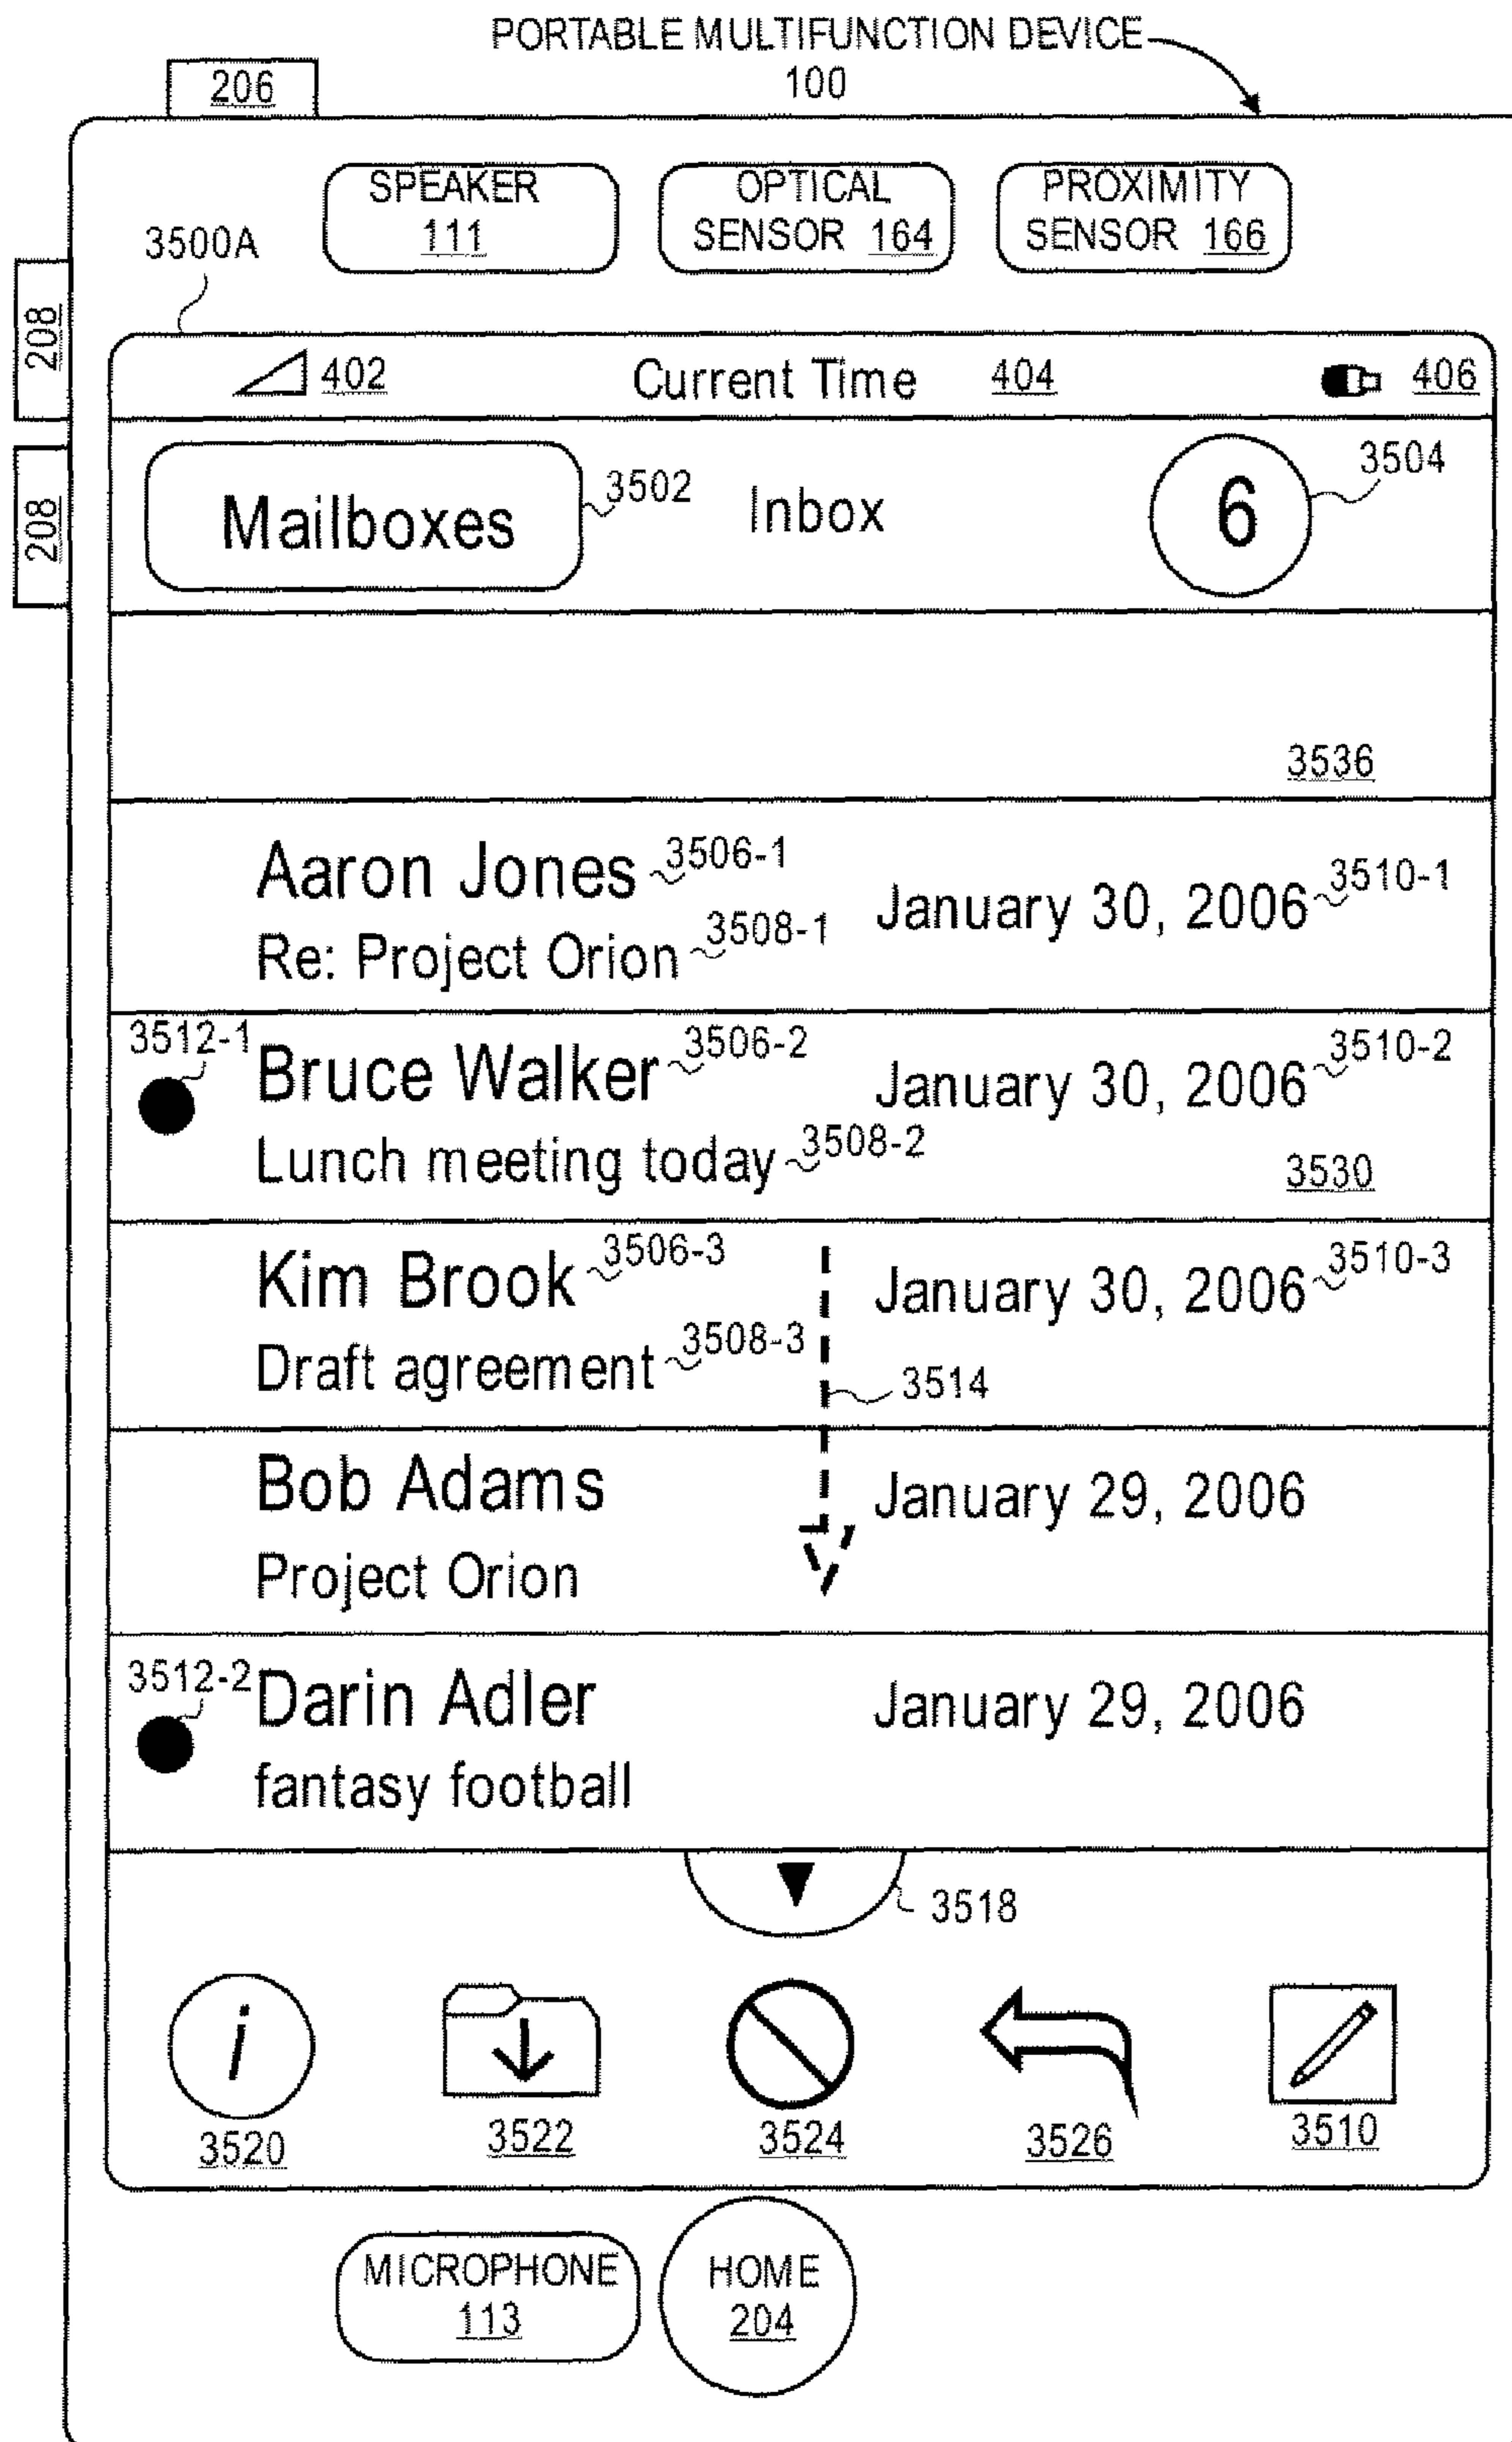 PORTABLE MULTIFUNCTION DEVICE
100
206
SPEAKER
111
OPTICAL
SENSOR 164
PROXIMITY
SENSOR 166
3500A
208
208
402
Current Time 404
406
Mailboxes
3502
Inbox
6
3504
3536
Aaron Jones 3506-1
January 30, 2006 3510-1
Re: Project Orion 3508-1
3512-1
Bruce Walker 3506-2
January 30, 2006 3510-2
Lunch meeting today 3508-2
3530
Kim Brook 3506-3
January 30, 2006 3510-3
Draft agreement 3508-3
3514
Bob Adams
January 29, 2006
Project Orion
3512-2
Darin Adler
January 29, 2006
fantasy football
3518
i
3520
3522
3524
3526
3510
MICROPHONE
113
HOME
204